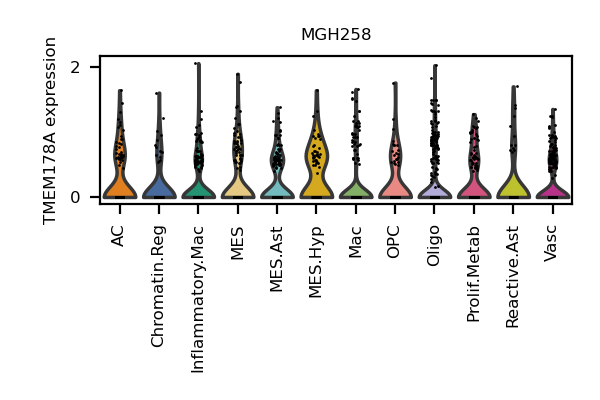 MGH258
TMEM178A expression
2
0
AC
Chromatin.Reg
Inflammatory.Mac
MES
MES.Ast
MES.Hyp
Mac
OPC
Oligo
Prolif.Metab
Reactive.Ast
Vasc